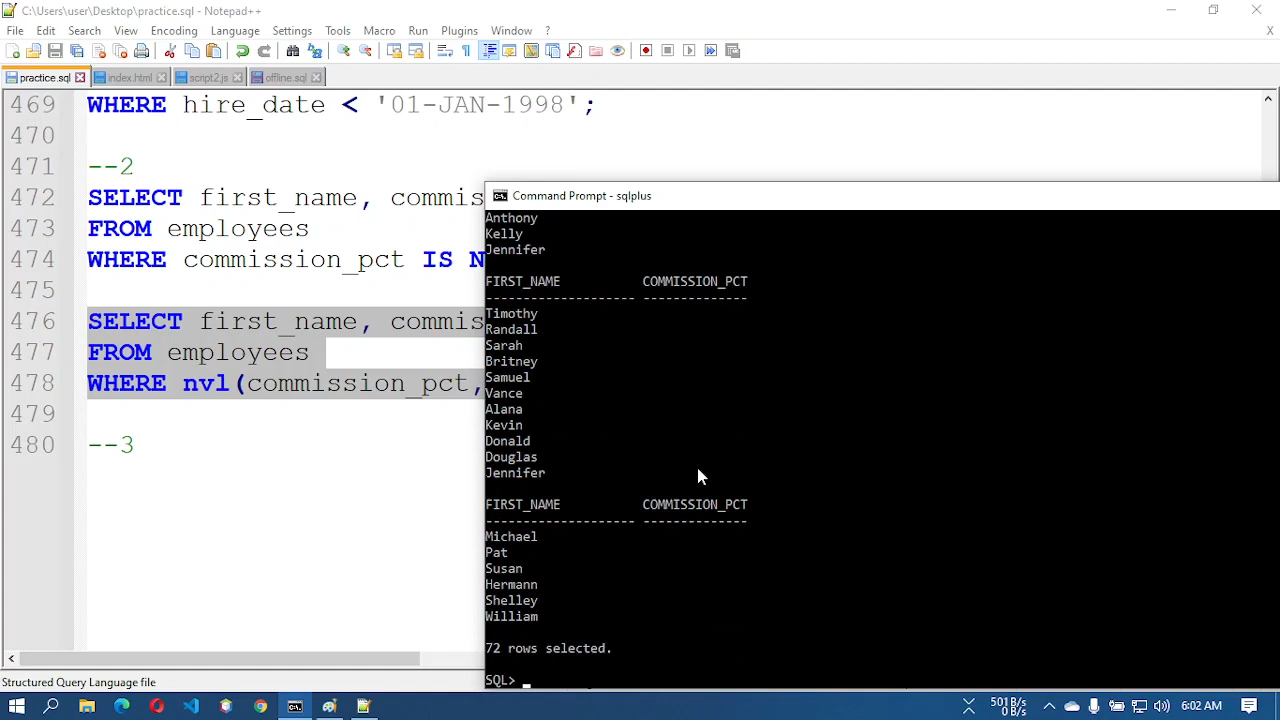 C:\Users\user\Desktop\practice.sql - Notepad++
File Edit Search View Encoding Language Settings Tools Macro Run Plugins Window ?
X
practice.sql index.html script2.js offline.sql
469 WHERE hire_date < '01-JAN-1998';
470
471 --2
472 SELECT first_name, commis
473 FROM employees
474 WHERE commission_pct IS N
475
476 SELECT first_name, commis
477 FROM employees
478 WHERE nvl(commission_pct,
479
480 --3
Structured Query Language file
Command Prompt - sqlplus
Anthony
Kelly
Jennifer
FIRST_NAME COMMISSION_PCT
-------------------- --------------
Timothy
Randall
Sarah
Britney
Samuel
Vance
Alana
Kevin
Donald
Douglas
Jennifer
FIRST_NAME COMMISSION_PCT
-------------------- --------------
Michael
Pat
Susan
Hermann
Shelley
William
72 rows selected.
SQL>
501 B/s
0 B/s
6:02 AM